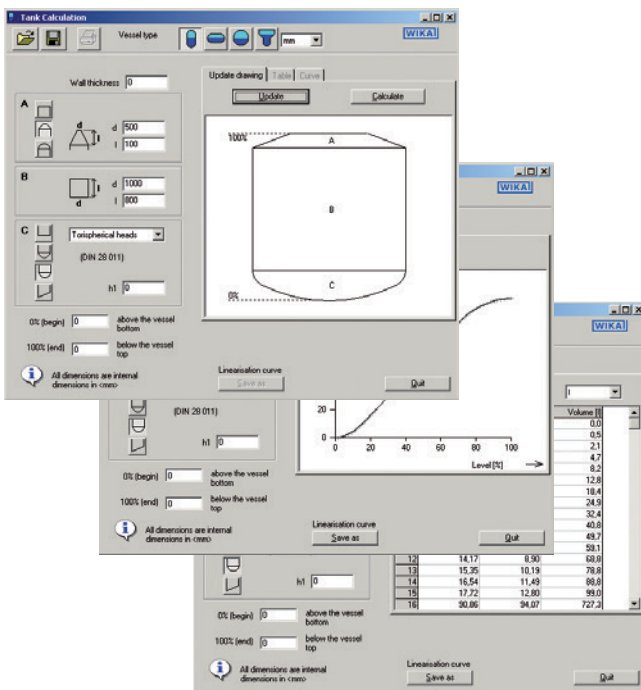 Tank Calculation
Vessel type
mm
WIKA
Wall thickness 0
Update drawing Table Curve
Update Calculate
A
d
l
d 500
l 100
100%
A
B
d
l
d 1000
l 800
B
C
Torispherical heads
(DIN 28 011)
h1 0
C
0%
0% (begin) 0 above the vessel bottom
100% (end) 0 below the vessel top
i
All dimensions are internal dimensions in <mm>
Linearisation curve
Save as
Quit
WIKA
(DIN 28 011)
h1 0
20
0
0 20 40 60 80 100
Level [%]
0% (begin) 0 above the vessel bottom
100% (end) 0 below the vessel top
i
All dimensions are internal dimensions in <mm>
Linearisation curve
Save as
Quit
WIKA
l
Volume [l]
0,0
0,5
2,1
4,7
8,2
12,8
18,4
24,9
32,4
40,8
49,7
59,1
12 14,17 8,90 68,8
13 15,35 10,19 78,8
14 16,54 11,49 88,8
15 17,72 12,80 99,0
16 90,86 94,07 727,3
h1 0
0% (begin) 0 above the vessel bottom
100% (end) 0 below the vessel top
i
All dimensions are internal dimensions in <mm>
Linearisation curve
Save as
Quit